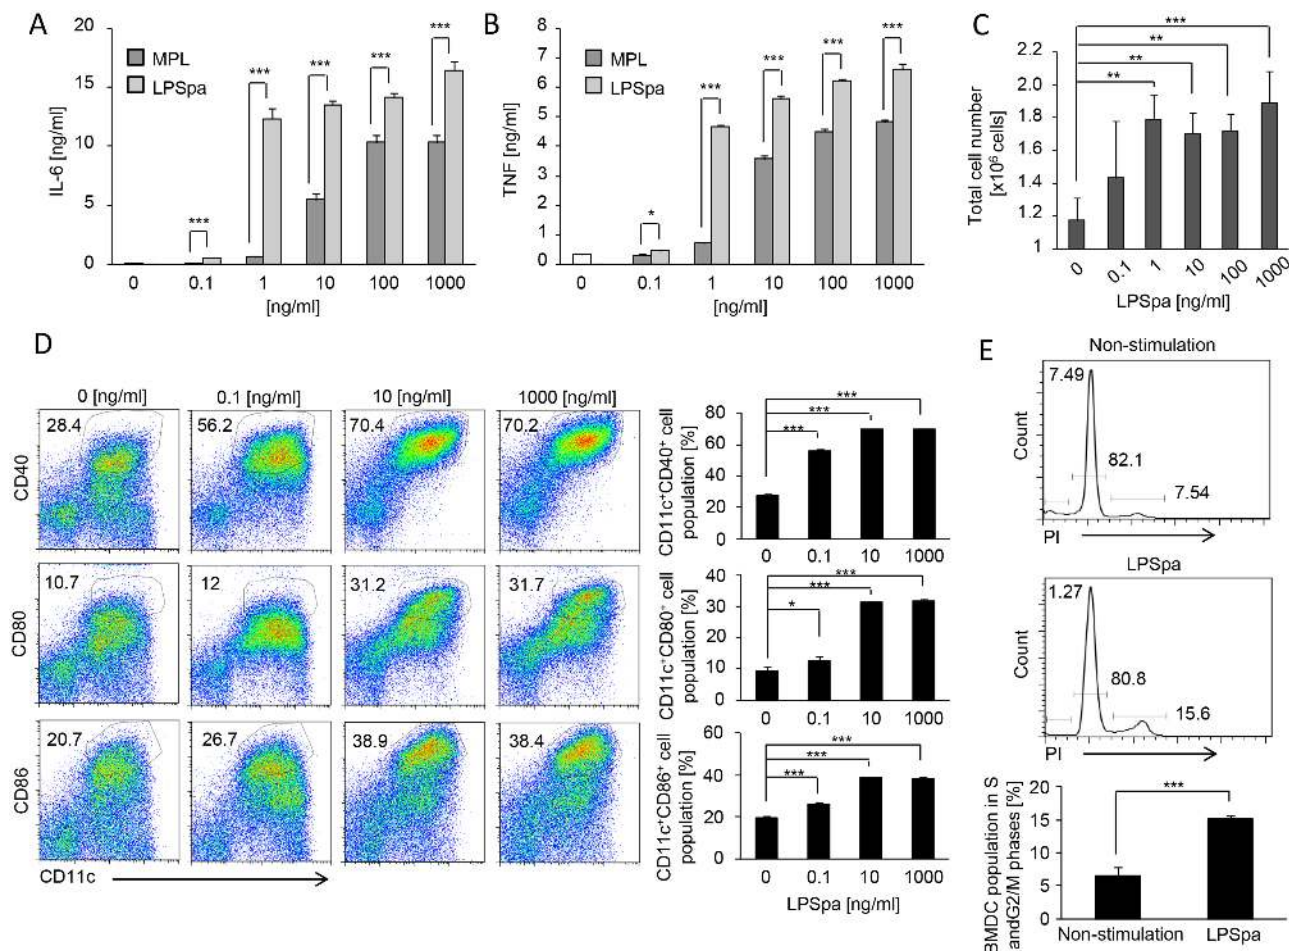 A
20
15
10
5
0
IL-6 [ng/ml]
MPL
LPSpa
***
***
***
***
***
0 0.1 1 10 100 1000
[ng/ml]
B
8
7
6
5
4
3
2
1
0
TNF [ng/ml]
MPL
LPSpa
*
***
***
***
***
0 0.1 1 10 100 1000
[ng/ml]
C
***
**
**
**
2.2
2
1.8
1.6
1.4
1.2
1
Total cell number
[x10⁶ cells]
0 0.1 1 10 100 1000
LPSpa [ng/ml]
D
0 [ng/ml] 0.1 [ng/ml] 10 [ng/ml] 1000 [ng/ml]
CD40
28.4 56.2 70.4 70.2
CD80
10.7 12 31.2 31.7
CD86
20.7 26.7 38.9 38.4
CD11c
CD11c⁺CD40⁺ cell
population [%]
80
60
40
20
0
***
***
***
0 0.1 10 1000
CD11c⁺CD80⁺ cell
population [%]
40
30
20
10
0
***
***
*
0 0.1 10 1000
CD11c⁺CD86⁺ cell
population [%]
60
40
20
0
***
***
***
0 0.1 10 1000
LPSpa [ng/ml]
E
Non-stimulation
Count
7.49
82.1
7.54
PI
LPSpa
Count
1.27
80.8
15.6
PI
BMDC population in S
andG2/M phases [%]
20
15
10
5
0
***
Non-stimulation LPSpa